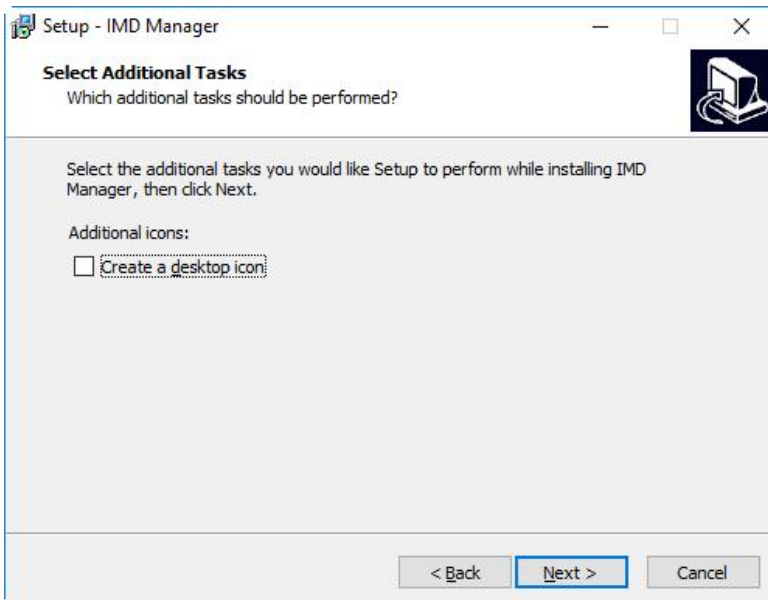 Setup - IMD Manager
Select Additional Tasks
Which additional tasks should be performed?
Select the additional tasks you would like Setup to perform while installing IMD
Manager, then click Next.
Additional icons:
Create a desktop icon
< Back Next > Cancel